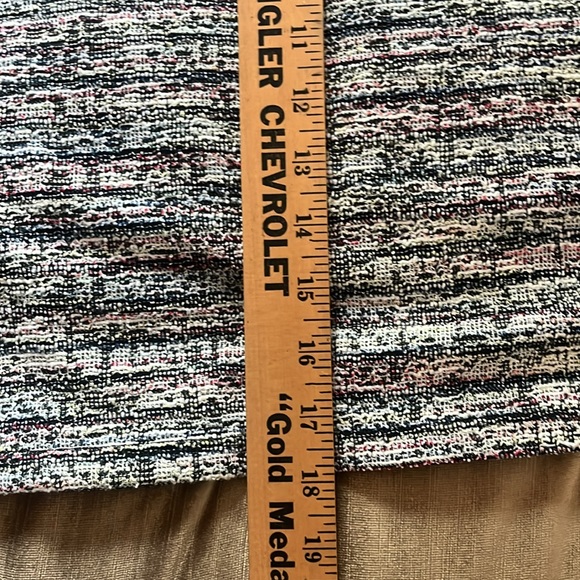 GLER CHEVROLET "Gold Meda
11 12 13 14 15 16 17 18 19